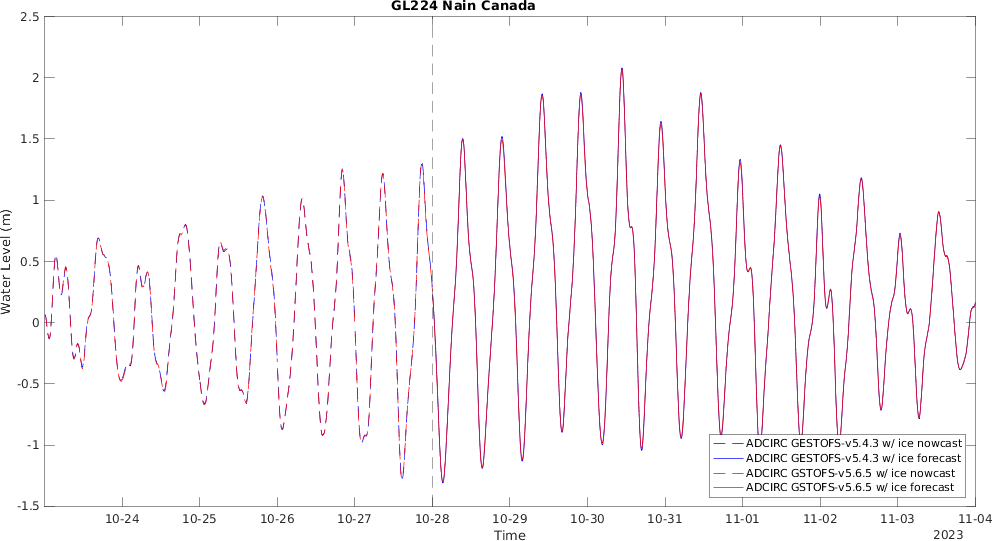 GL224 Nain Canada
2.5
2
1.5
1
0.5
0
-0.5
-1
-1.5
Water Level (m)
ADCIRC GESTOFS-v5.4.3 w/ ice nowcast
ADCIRC GESTOFS-v5.4.3 w/ ice forecast
ADCIRC GSTOFS-v5.6.5 w/ ice nowcast
ADCIRC GSTOFS-v5.6.5 w/ ice forecast
10-24 10-25 10-26 10-27 10-28 10-29 10-30 10-31 11-01 11-02 11-03 11-04
Time
2023